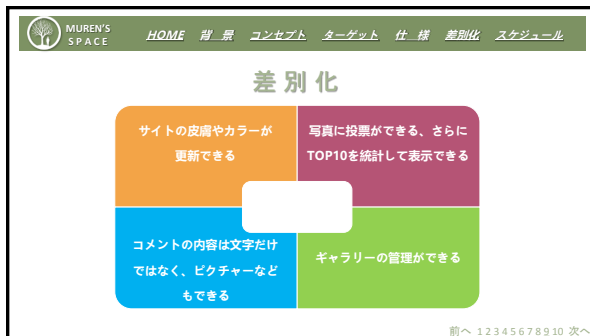 MUREN'S
SPACE
HOME 背 景 コンセプト ターゲット 仕 様 差別化 スケジュール
差別化
サイトの皮膚やカラーが
更新できる
写真に投票ができる、さらに
TOP10を統計して表示できる
コメントの内容は文字だけ
ではなく、ピクチャーなど
もできる
ギャラリーの管理ができる
前へ 1 2 3 4 5 6 7 8 9 10 次へ